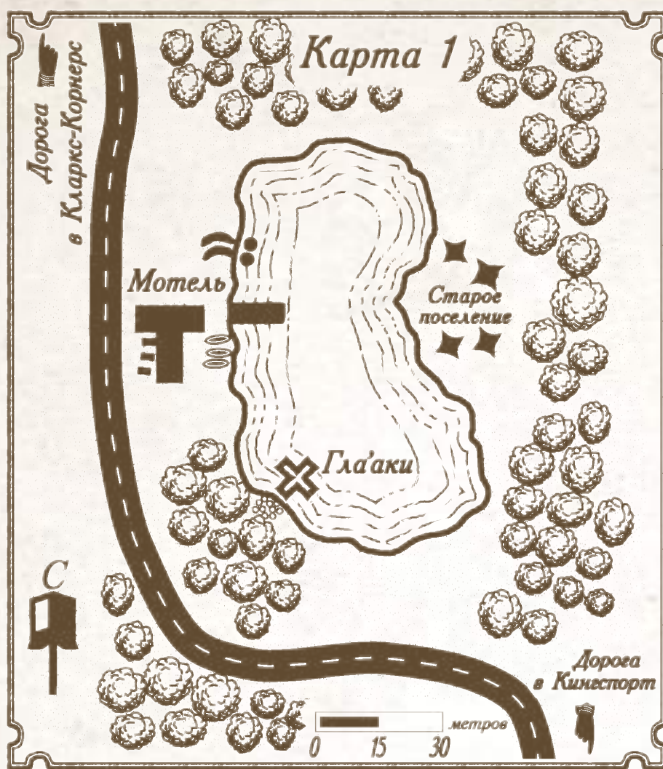 Карта 1
Дорога
в Кларкс-Корнерс
Мотель
Старое
поселение
Гла'аки
С
Дорога
в Кингспорт
метров
0 15 30